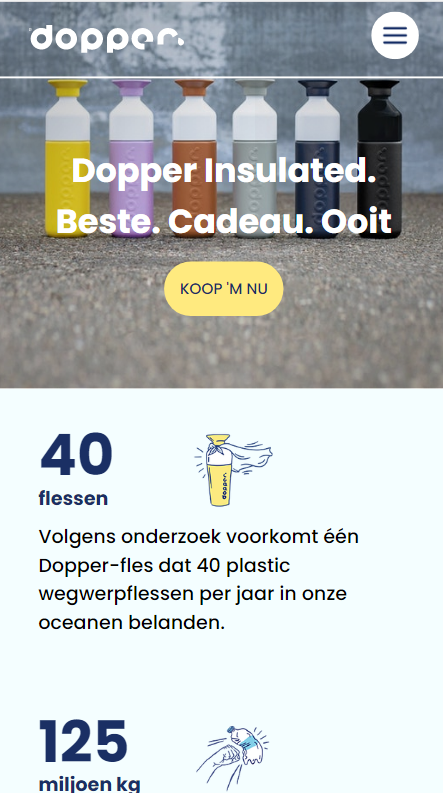 dopper.
Dopper Insulated.
Beste. Cadeau. Ooit
KOOP 'M NU
40
flessen
Volgens onderzoek voorkomt één
Dopper-fles dat 40 plastic
wegwerpflessen per jaar in onze
oceanen belanden.
125
miljoen kg